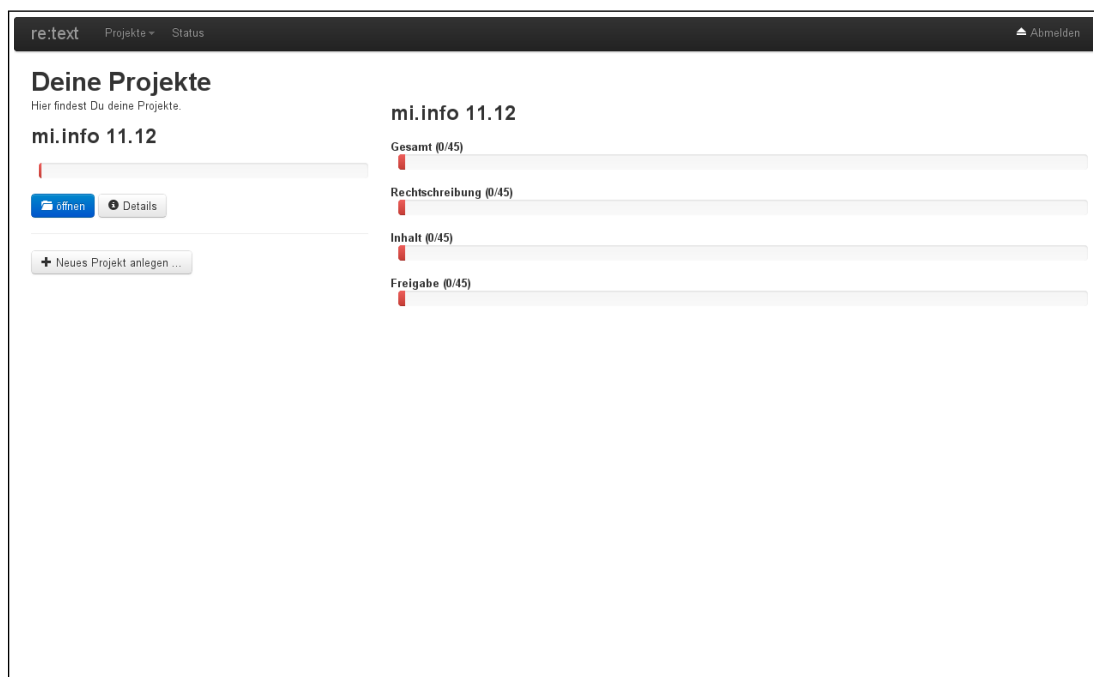 re:text Projekte Status Abmelden
Deine Projekte
Hier findest Du deine Projekte.
mi.info 11.12
öffnen Details
+ Neues Projekt anlegen ...
mi.info 11.12
Gesamt (0/45)
Rechtschreibung (0/45)
Inhalt (0/45)
Freigabe (0/45)